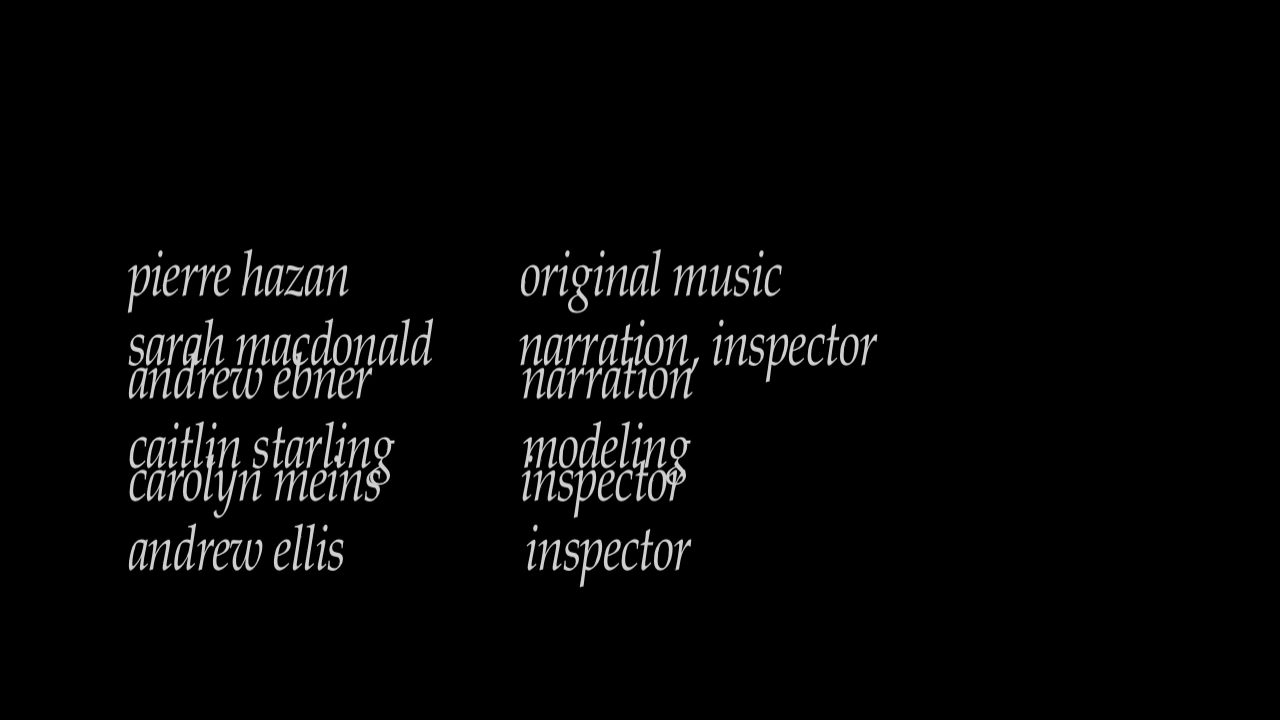 pierre hazan original music
sarah macdonald narration, inspector
andrew ebner narration
caitlin starling modeling
carolyn meins inspector
andrew ellis inspector